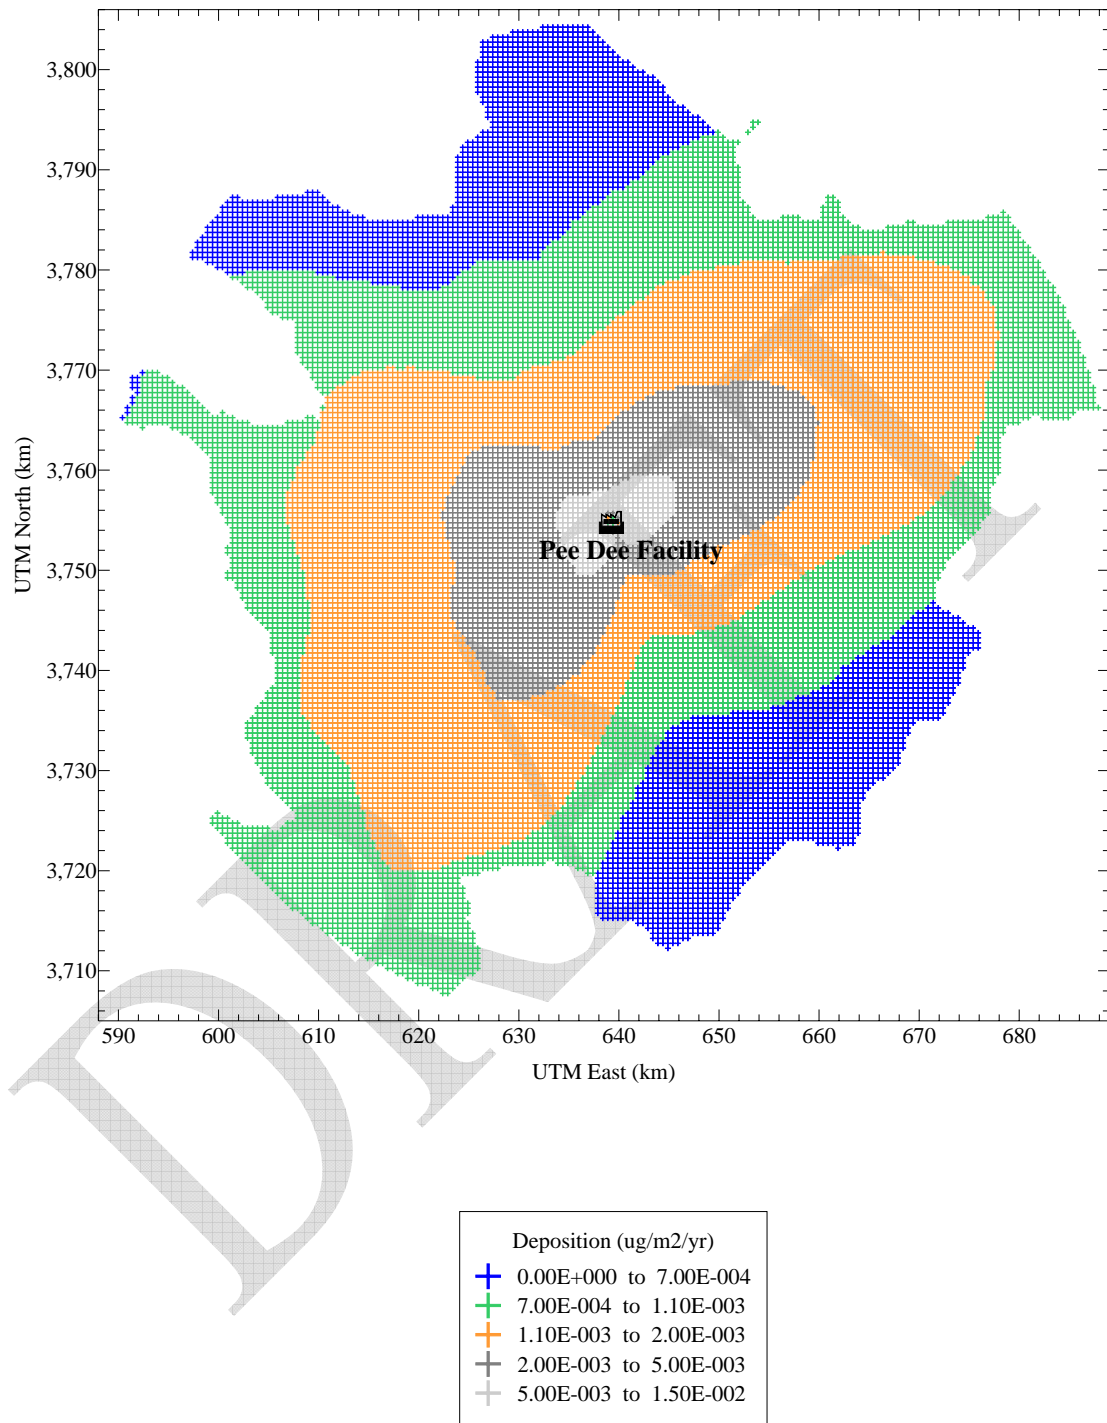 3,800
3,790
3,780
3,770
3,760
3,750
3,740
3,730
3,720
3,710
UTM North (km)
Pee Dee Facility
590 600 610 620 630 640 650 660 670 680
UTM East (km)
DRAFT
Deposition (ug/m2/yr)
0.00E+000 to 7.00E-004
7.00E-004 to 1.10E-003
1.10E-003 to 2.00E-003
2.00E-003 to 5.00E-003
5.00E-003 to 1.50E-002